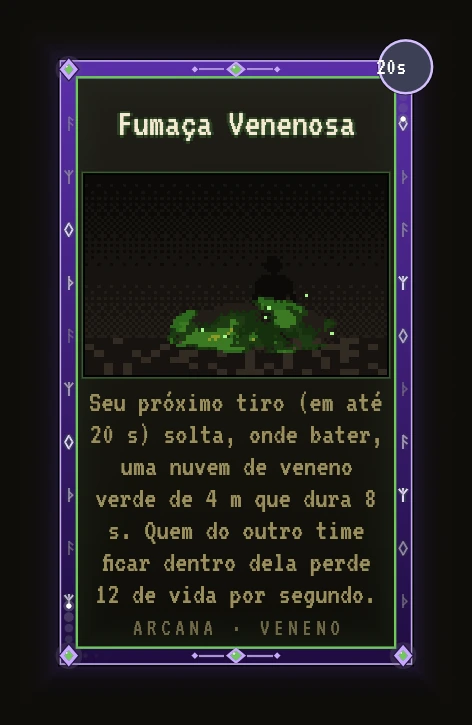 20s
Fumaça Venenosa
Seu próximo tiro (em até
20 s) solta, onde bater,
uma nuvem de veneno
verde de 4 m que dura 8
s. Quem do outro time
ficar dentro dela perde
12 de vida por segundo.
ARCANA · VENENO